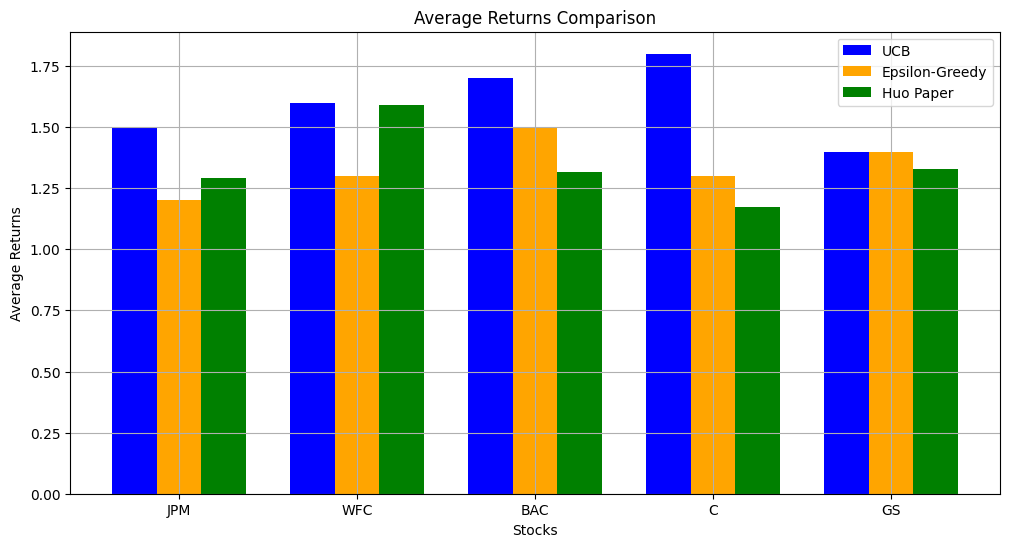 Average Returns Comparison
UCB
Epsilon-Greedy
Huo Paper
Average Returns
1.75
1.50
1.25
1.00
0.75
0.50
0.25
0.00
JPM WFC BAC C GS
Stocks